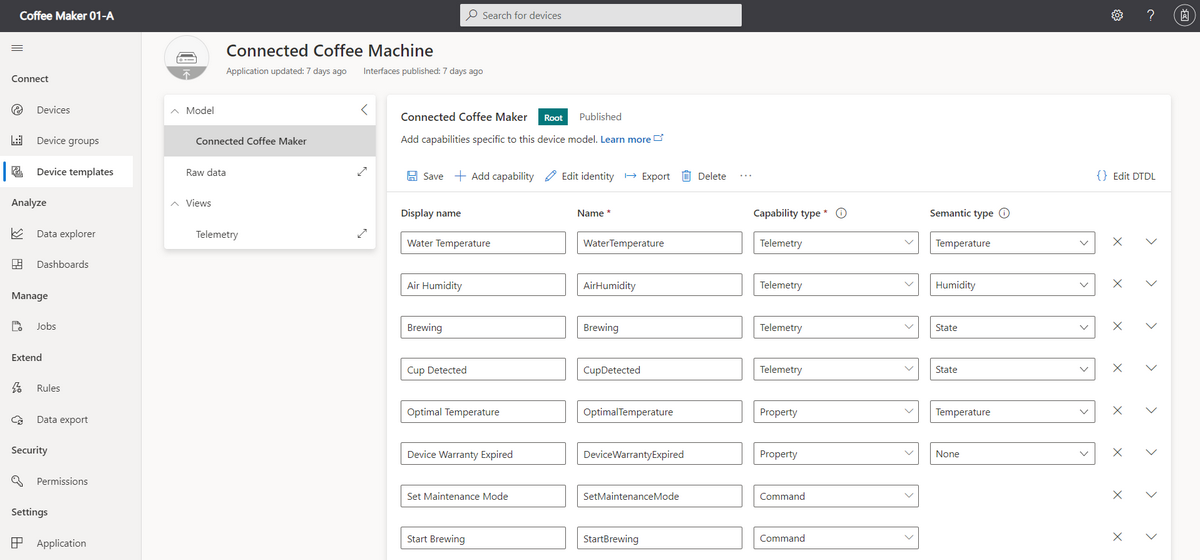 Coffee Maker 01-A
Search for devices
?
Connected Coffee Machine
Application updated: 7 days ago Interfaces published: 7 days ago
Connect
Devices
Device groups
Device templates
Analyze
Data explorer
Dashboards
Manage
Jobs
Extend
Rules
Data export
Security
Permissions
Settings
Application
Model
Connected Coffee Maker
Raw data
Views
Telemetry
Connected Coffee Maker Root Published
Add capabilities specific to this device model. Learn more
Save Add capability Edit identity Export Delete ··· {} Edit DTDL
Display name Name * Capability type * Semantic type
Water Temperature WaterTemperature Telemetry Temperature
Air Humidity AirHumidity Telemetry Humidity
Brewing Brewing Telemetry State
Cup Detected CupDetected Telemetry State
Optimal Temperature OptimalTemperature Property Temperature
Device Warranty Expired DeviceWarrantyExpired Property None
Set Maintenance Mode SetMaintenanceMode Command
Start Brewing StartBrewing Command